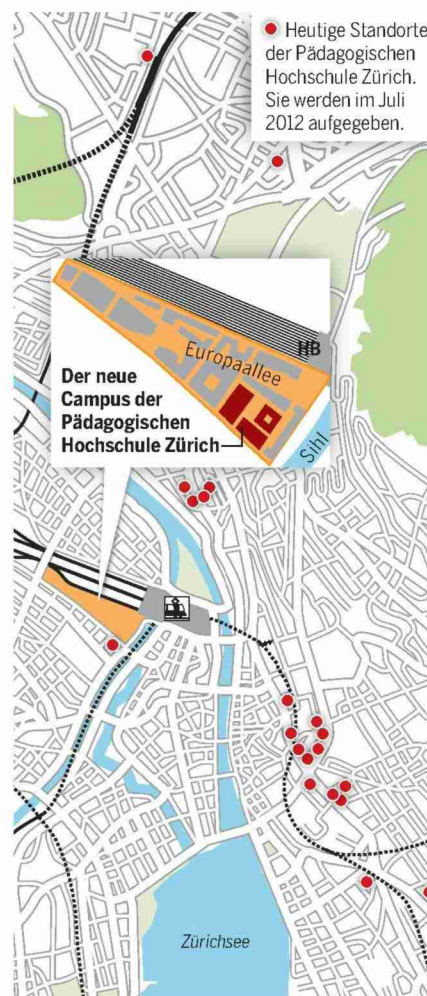 Heutige Standorte
der Pädagogischen
Hochschule Zürich.
Sie werden im Juli
2012 aufgegeben.
HB
Europaallee
Der neue
Campus der
Pädagogischen
Hochschule Zürich
Sihl
Zürichsee